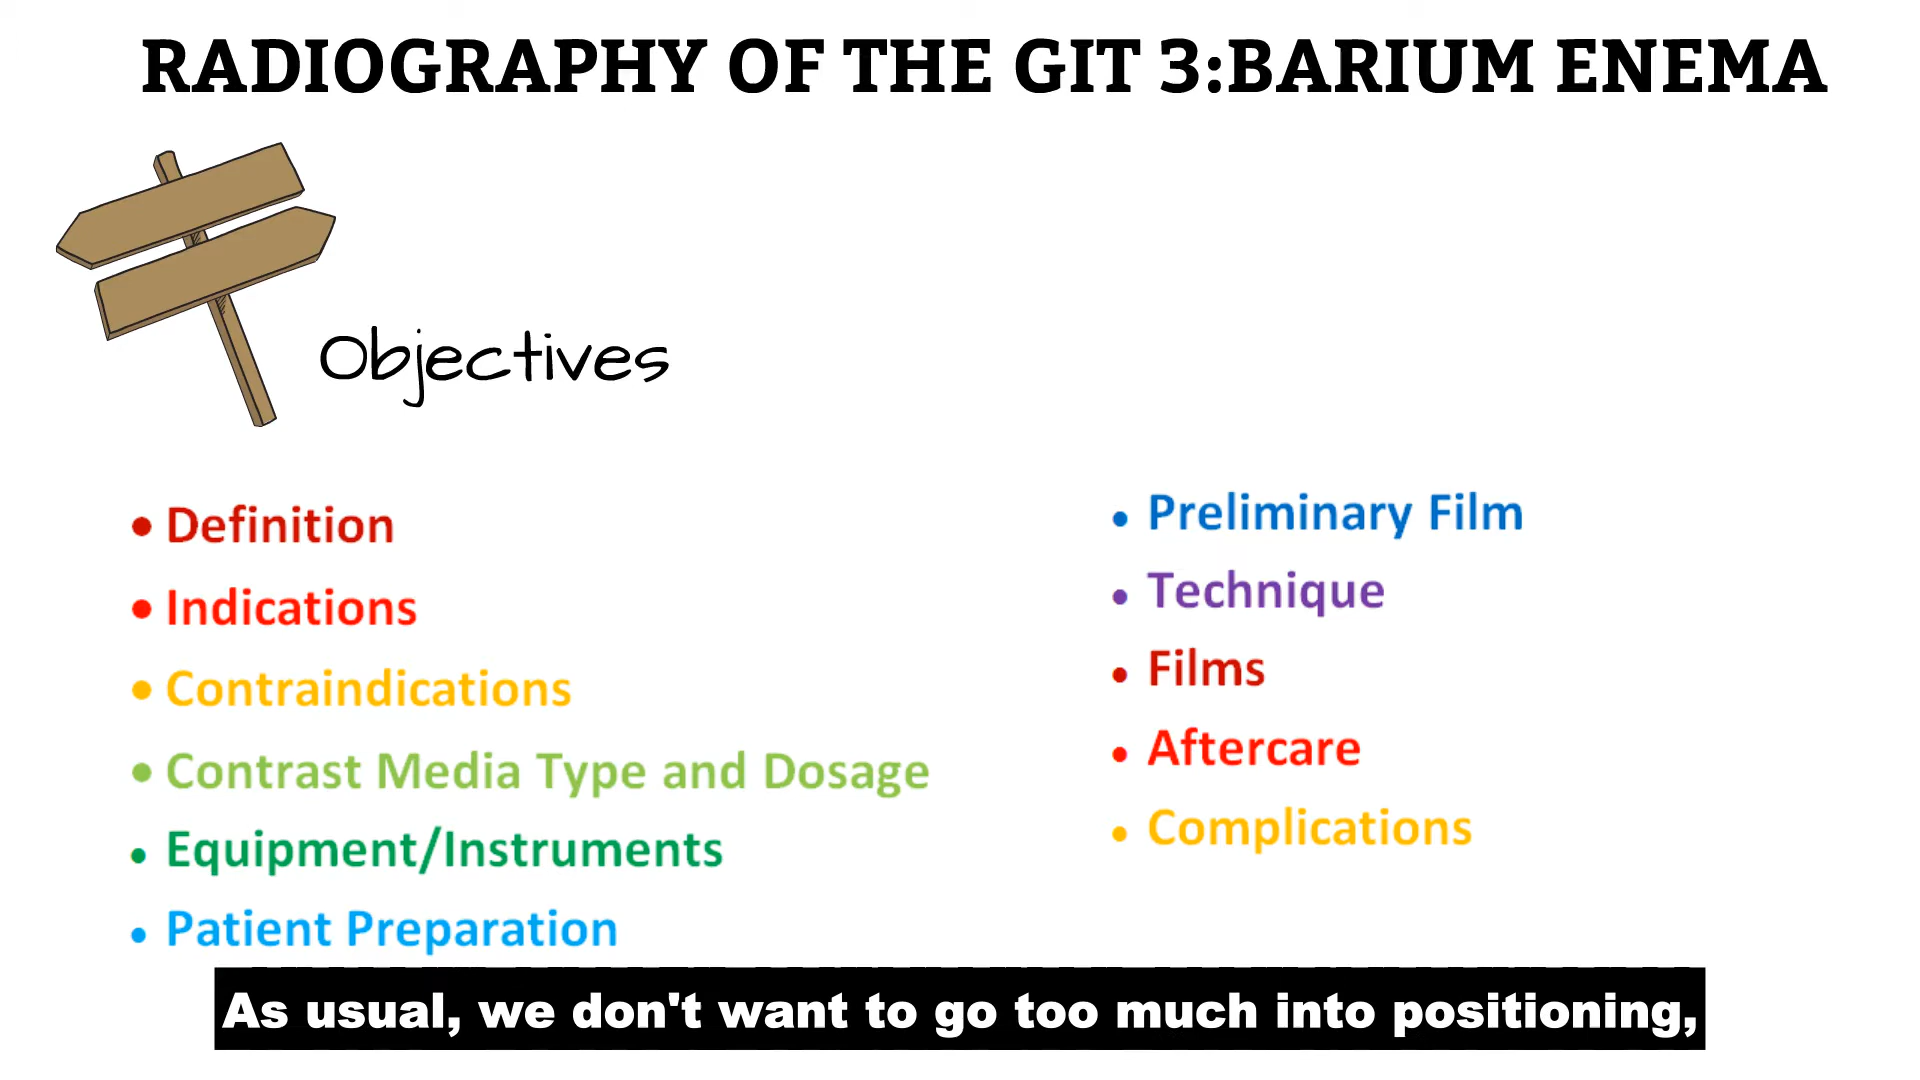 RADIOGRAPHY OF THE GIT 3:BARIUM ENEMA
Objectives
• Definition
• Indications
• Contraindications
• Contrast Media Type and Dosage
• Equipment/Instruments
• Patient Preparation
• Preliminary Film
• Technique
• Films
• Aftercare
• Complications
As usual, we don't want to go too much into positioning,